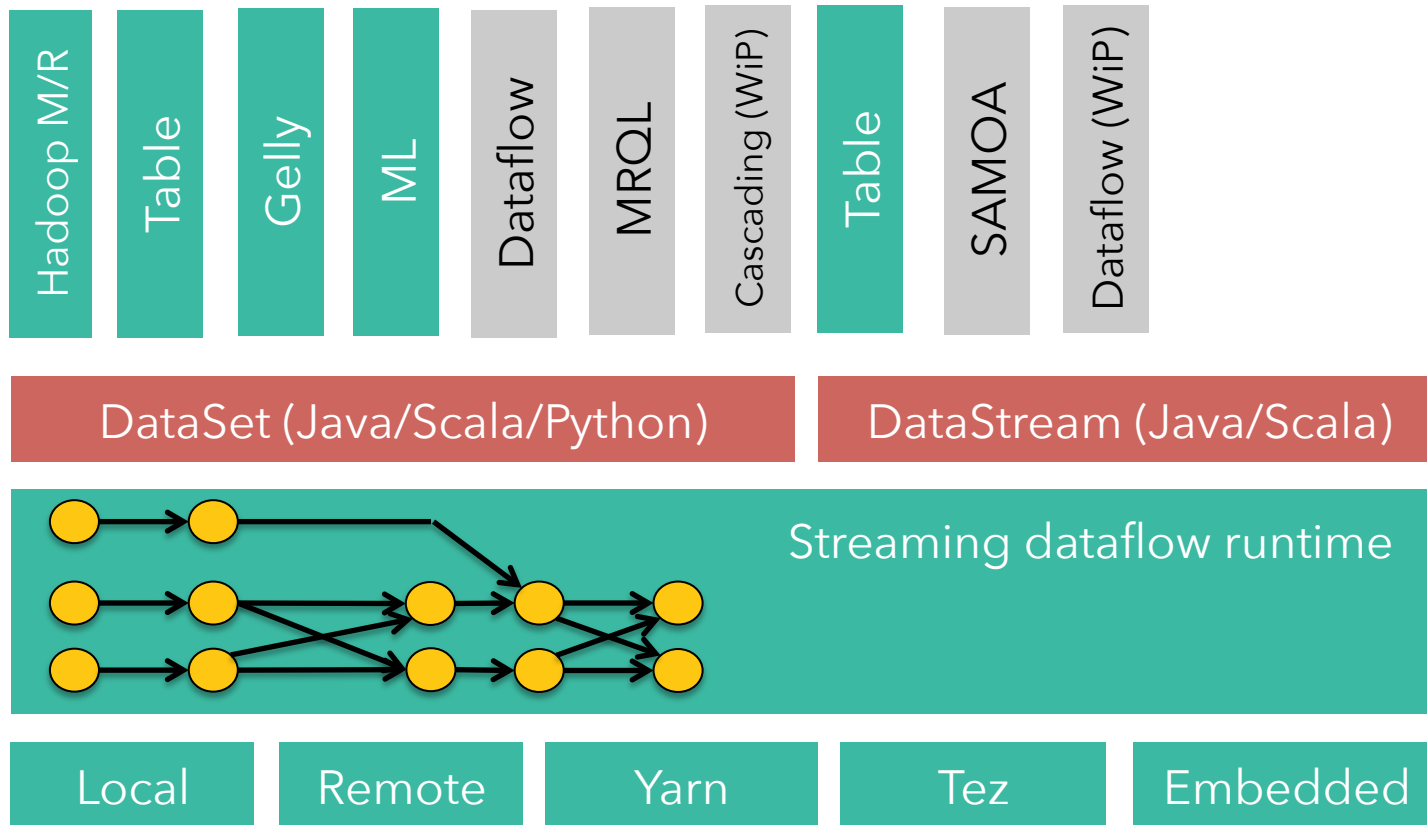 Hadoop M/R
Table
Gelly
ML
Dataflow
MRQL
Cascading (WiP)
Table
SAMOA
Dataflow (WiP)
DataSet (Java/Scala/Python)
DataStream (Java/Scala)
Streaming dataflow runtime
Local
Remote
Yarn
Tez
Embedded